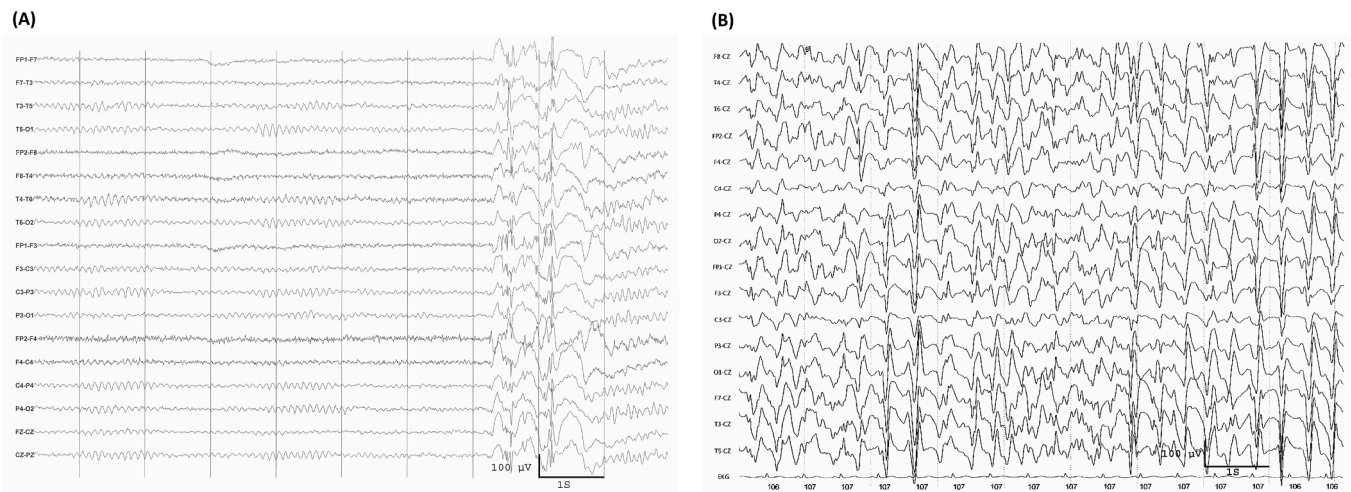 (A)
FP1-F7
F7-T3
T3-T5
T5-O1
FP2-F8
F8-T4
T4-T6
T6-O2
FP1-F3
F3-C3
C3-P3
P3-O1
FP2-F4
F4-C4
C4-P4
P4-O2
FZ-CZ
CZ-PZ
100 µV
1S
(B)
F8-CZ
T4-CZ
T6-CZ
FP2-CZ
F4-CZ
C4-CZ
P4-CZ
O2-CZ
FP1-CZ
F3-CZ
C3-CZ
P3-CZ
O1-CZ
F7-CZ
T3-CZ
T5-CZ
100 µV
1S
EKG
106 107 107 107 107 107 107 107 107 107 107 107 107 107 106 106